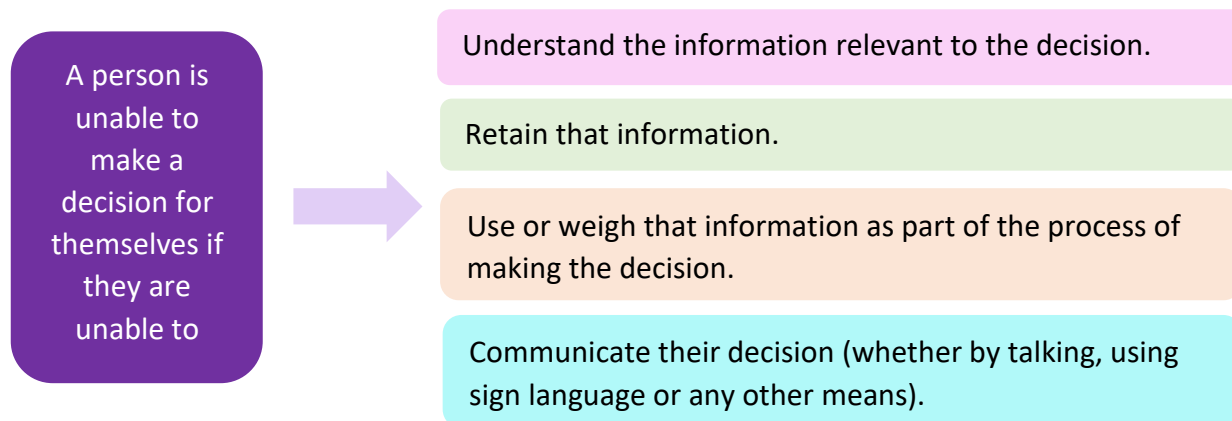 A person is
unable to
make a
decision for
themselves if
they are
unable to
Understand the information relevant to the decision.
Retain that information.
Use or weigh that information as part of the process of
making the decision.
Communicate their decision (whether by talking, using
sign language or any other means).